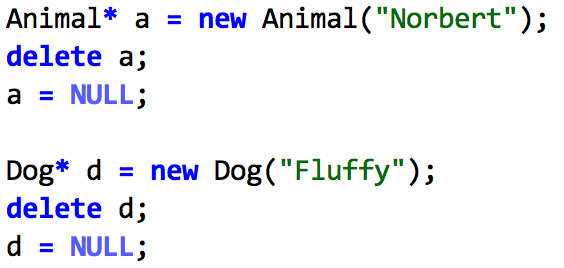 Animal* a = new Animal("Norbert");
delete a;
a = NULL;
Dog* d = new Dog("Fluffy");
delete d;
d = NULL;